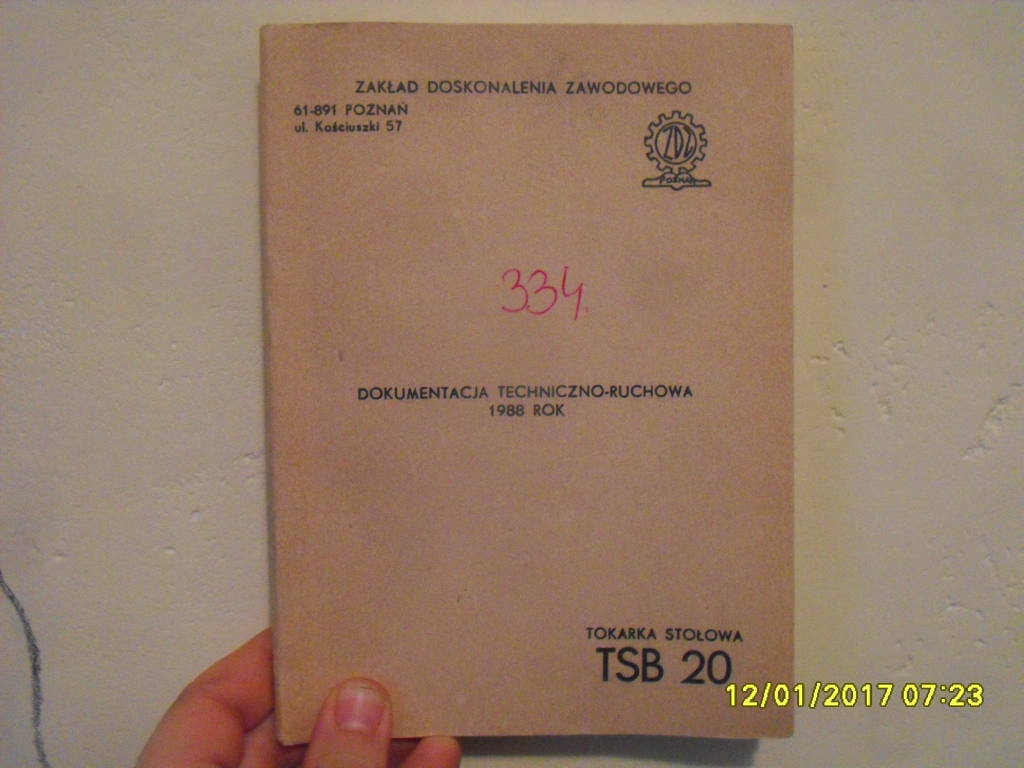 ZAKŁAD DOSKONALENIA ZAWODOWEGO
61-891 POZNAŃ
ul. Kościuszki 57
ZDZ
POZNAŃ
334.
DOKUMENTACJA TECHNICZNO-RUCHOWA
1988 ROK
TOKARKA STOŁOWA
TSB 20
12/01/2017 07:23